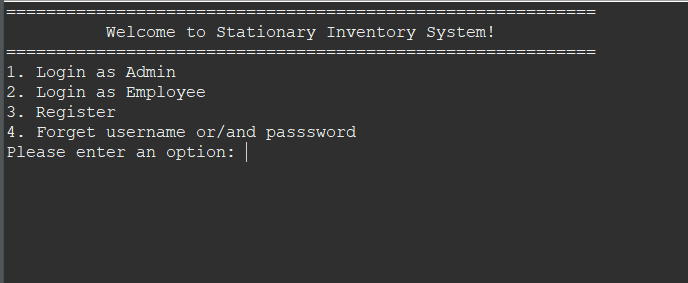 ===========================================================
Welcome to Stationary Inventory System!
===========================================================
1. Login as Admin
2. Login as Employee
3. Register
4. Forget username or/and passsword
Please enter an option: